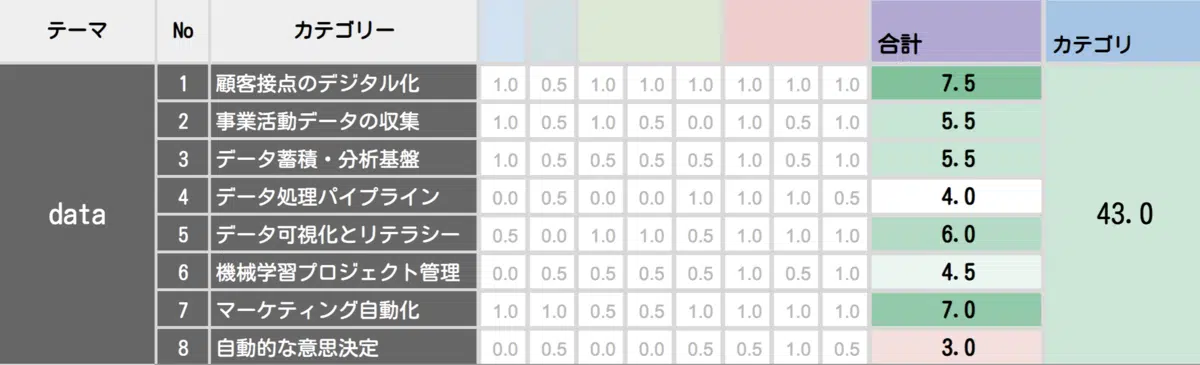 テーマ No カテゴリー 合計 カテゴリ
1 顧客接点のデジタル化 1.0 0.5 1.0 1.0 1.0 1.0 1.0 1.0 7.5
2 事業活動データの収集 1.0 0.5 1.0 0.5 0.0 1.0 0.5 1.0 5.5
3 データ蓄積・分析基盤 1.0 0.5 0.5 0.5 0.5 1.0 0.5 1.0 5.5
4 データ処理パイプライン 0.0 0.5 0.0 0.0 1.0 1.0 1.0 0.5 4.0
data 43.0
5 データ可視化とリテラシー 0.5 0.0 1.0 1.0 0.5 1.0 1.0 1.0 6.0
6 機械学習プロジェクト管理 0.0 0.5 0.5 0.5 0.5 1.0 0.5 1.0 4.5
7 マーケティング自動化 1.0 1.0 0.5 0.5 1.0 1.0 1.0 1.0 7.0
8 自動的な意思決定 0.0 0.5 0.0 0.0 0.5 0.5 1.0 0.5 3.0